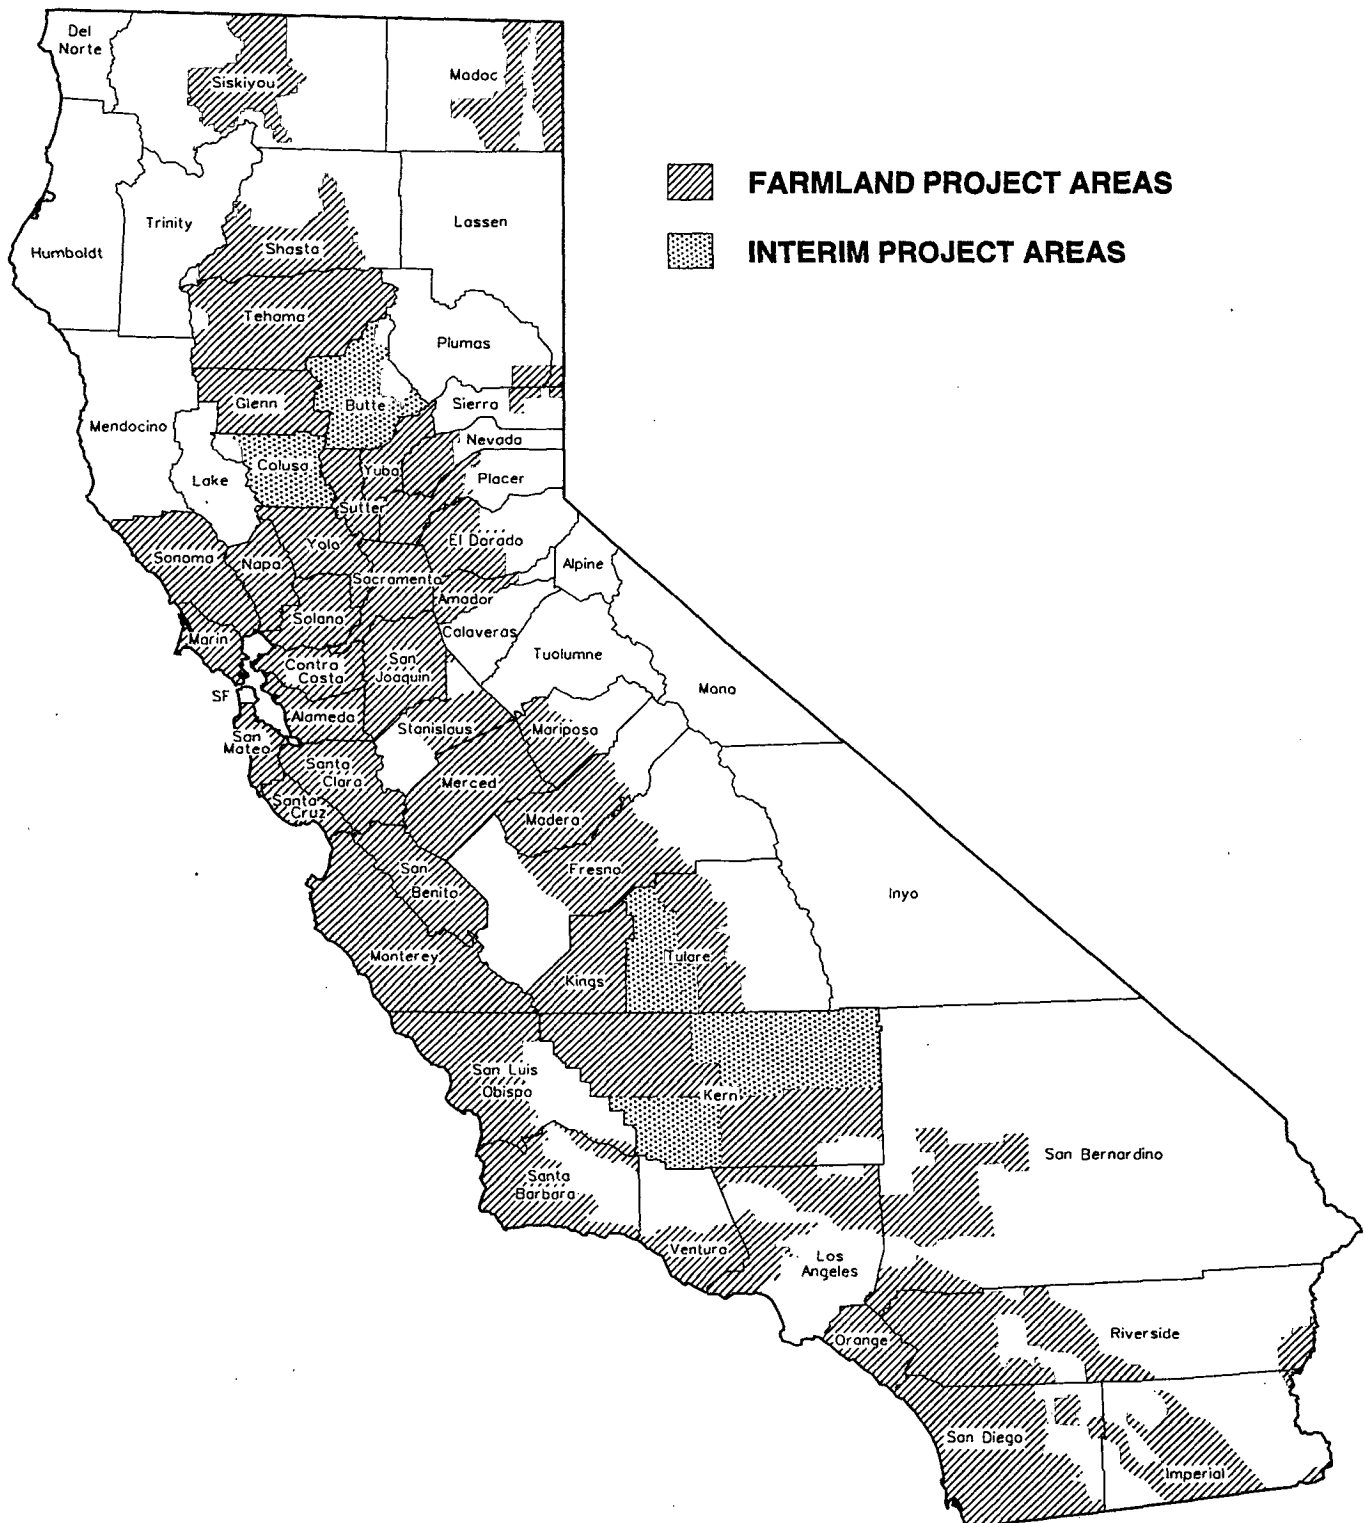 Del
Norte
Siskiyou
Modoc
FARMLAND PROJECT AREAS
Trinity
Lassen
Humboldt
Shasta
INTERIM PROJECT AREAS
Tehama
Plumas
Glenn
Butte
Sierra
Mendocino
Nevada
Colusa
Yuba
Lake
Placer
Sutter
Yolo
El Dorado
Sonoma
Napa
Alpine
Sacramento
Amador
Solano
Calaveras
Marin
Tuolumne
Contra
Costa
San
Joaquin
Mono
SF
Alameda
Stanislaus
Mariposa
San
Mateo
Santa
Clara
Merced
Santa
Cruz
Madera
San
Benito
Fresno
Inyo
Monterey
Tulare
Kings
San Luis
Obispo
Kern
San Bernardino
Santa
Barbara
Ventura
Los
Angeles
Orange
Riverside
San Diego
Imperial